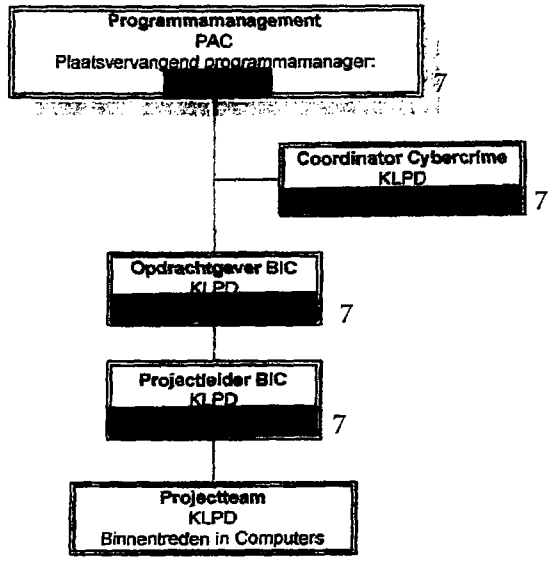 Programmamanagement
PAC
Plaatsvervangend programmamanager:
7
Coordinator Cybercrime
KLPD
7
Opdrachtgever BIC
KLPD
7
Projectleider BIC
KLPD
7
Projectteam
KLPD
Binnentreden in Computers